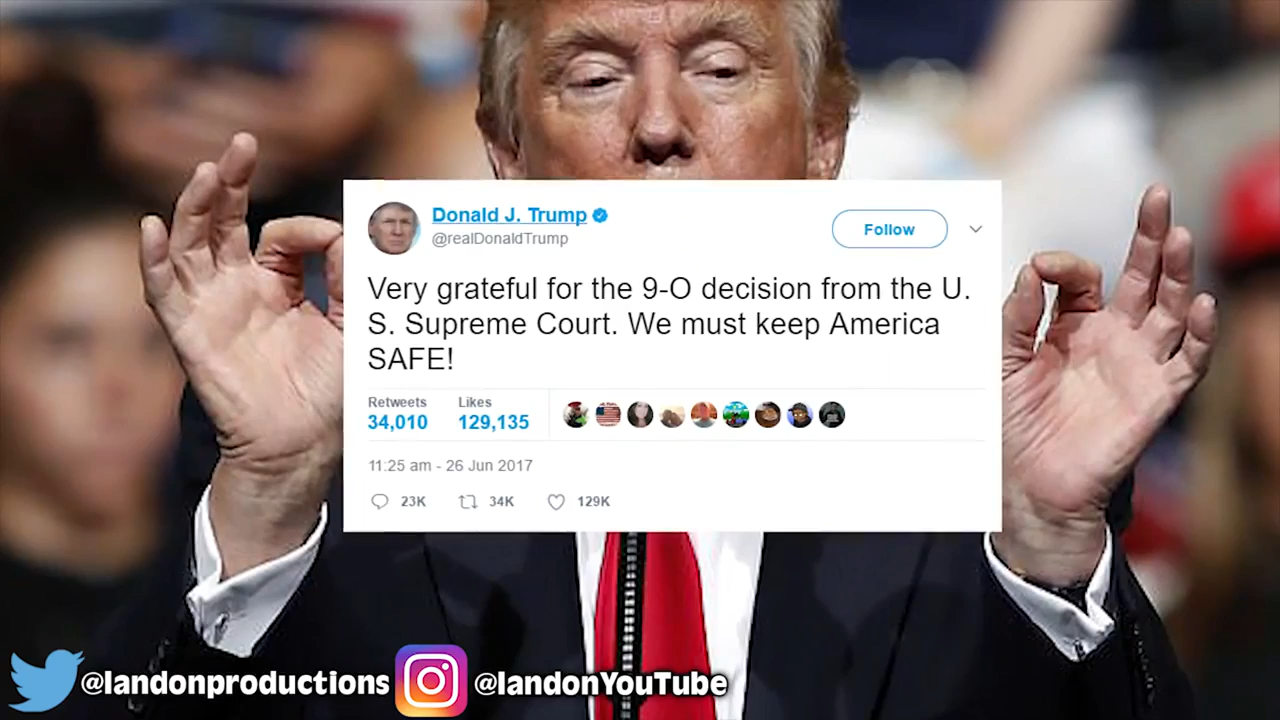 Donald J. Trump
@realDonaldTrump
Follow
Very grateful for the 9-O decision from the U.
S. Supreme Court. We must keep America
SAFE!
Retweets Likes
34,010 129,135
11:25 am - 26 Jun 2017
23K 34K 129K
@landonproductions @landonYouTube